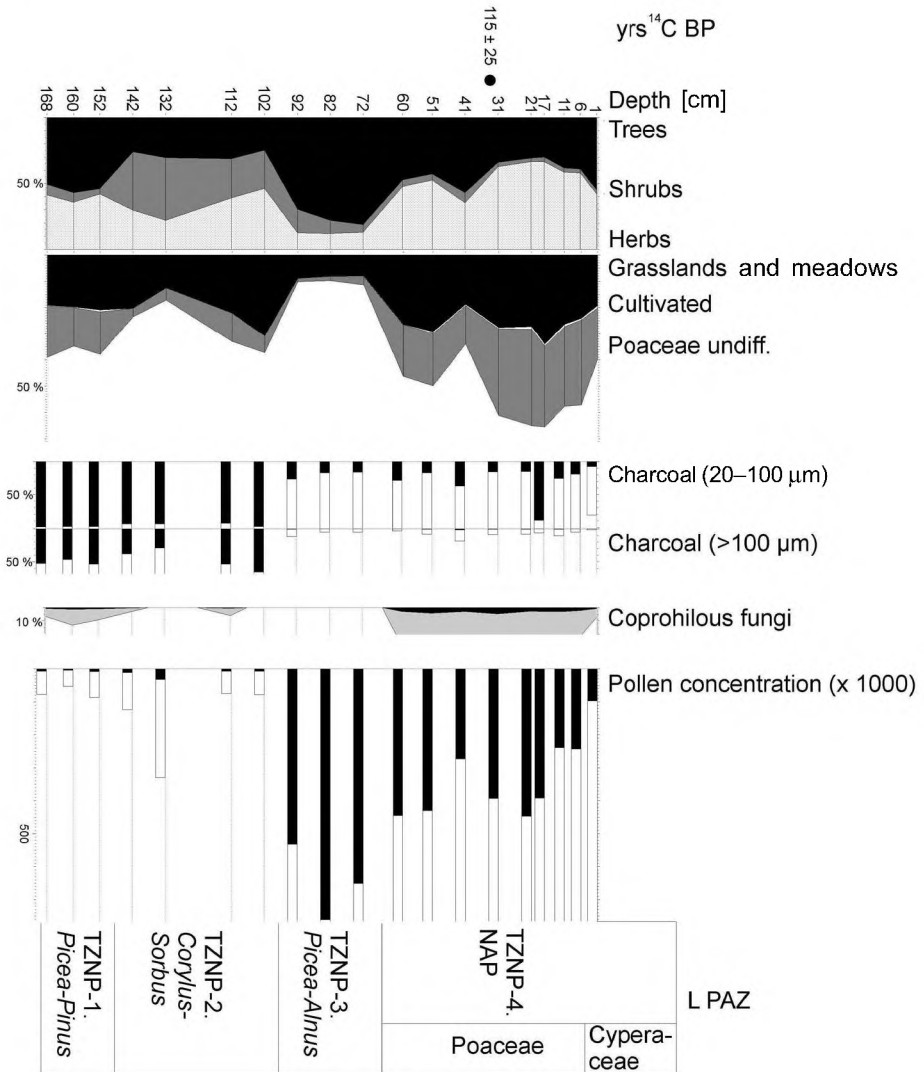 yrs ¹⁴C BP
115 ± 25
Depth [cm]
168 160 152 142 132 112 102 92 82 72 60 51 41 31 21 17 11 6 1
Trees
50 %
Shrubs
Herbs
Grasslands and meadows
Cultivated
Poaceae undiff.
50 %
Charcoal (20–100 µm)
50 %
Charcoal (>100 µm)
50 %
Coprohilous fungi
10 %
Pollen concentration (x 1000)
500
TZNP-1.
Picea-Pinus
TZNP-2.
Corylus-
Sorbus
TZNP-3.
Picea-Alnus
TZNP-4.
NAP
L PAZ
Poaceae
Cypera-
ceae